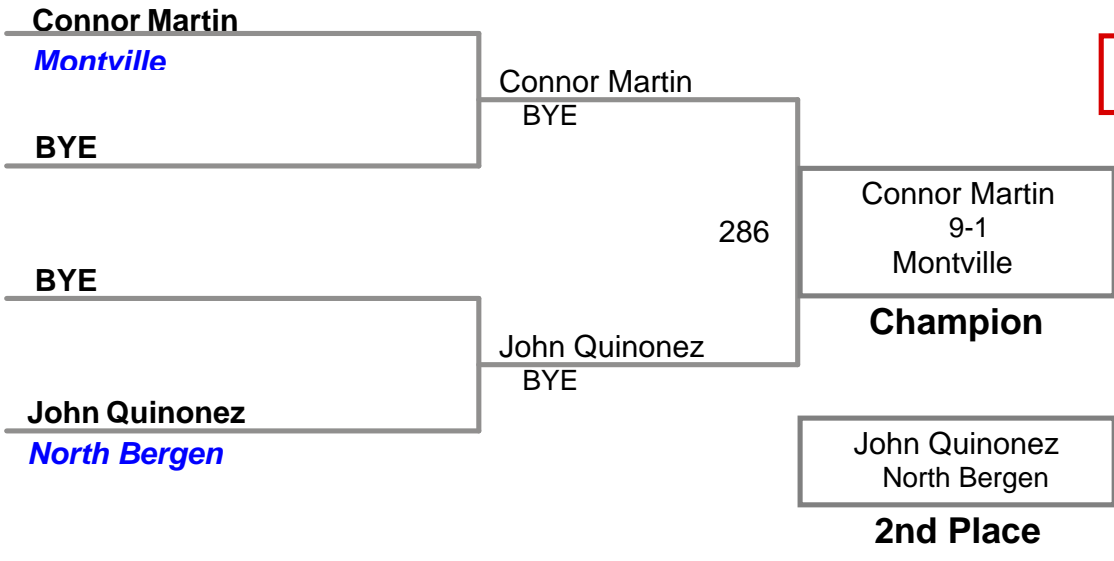 Connor Martin
Montville
BYE
BYE
John Quinonez
North Bergen
Connor Martin
BYE
John Quinonez
BYE
286
Connor Martin
9-1
Montville
Champion
John Quinonez
North Bergen
2nd Place